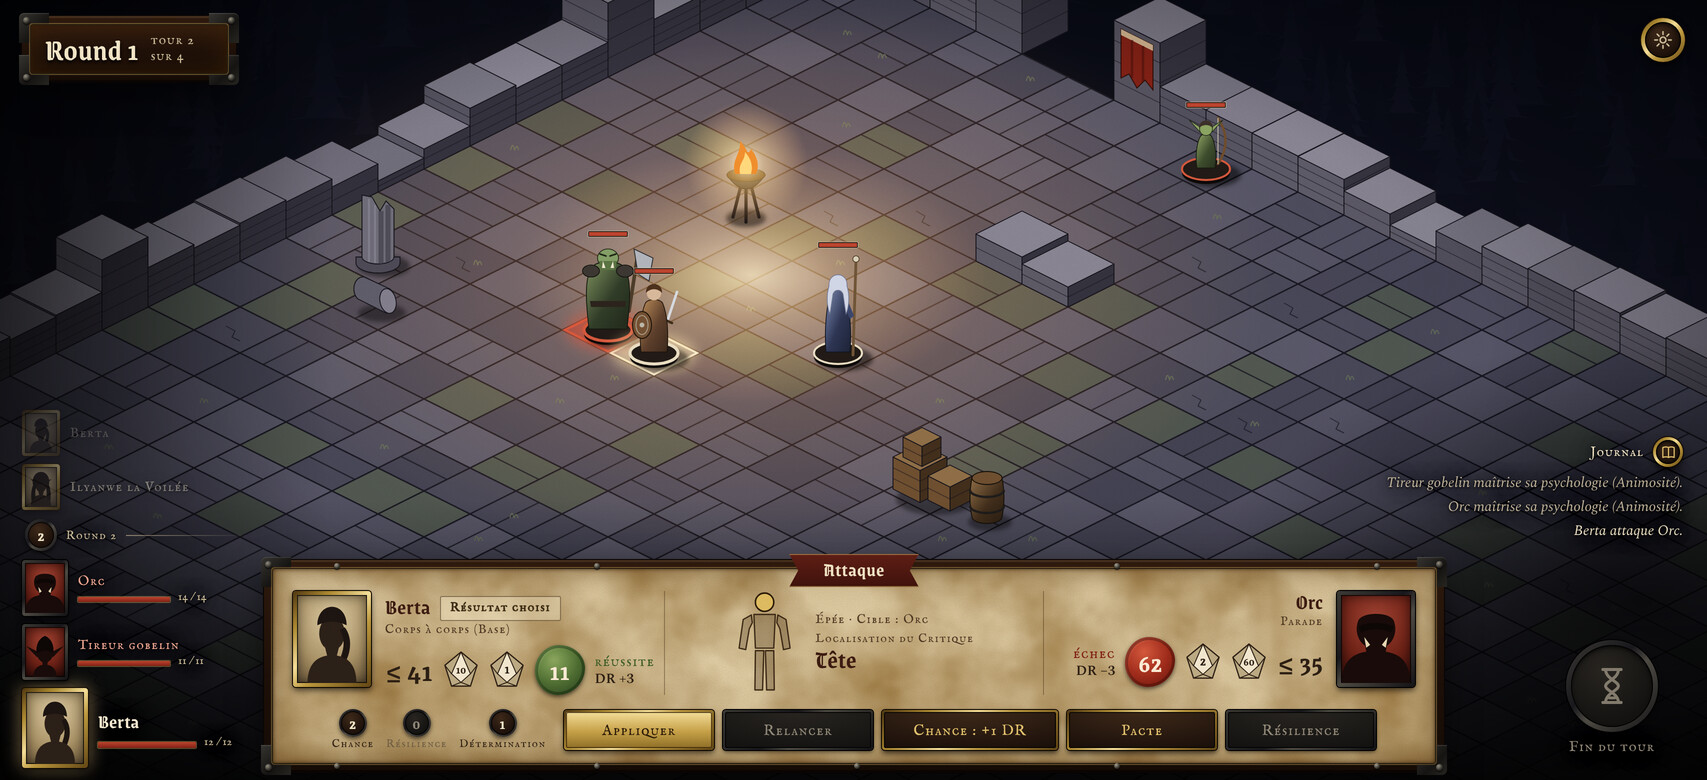 Round 1
Tour 2
sur 4
Berta
Ilyanwe la Voilée
2
Round 2
Orc
14/14
Tireur gobelin
11/11
Berta
12/12
Journal
Tireur gobelin maîtrise sa psychologie (Animosité).
Orc maîtrise sa psychologie (Animosité).
Berta attaque Orc.
Attaque
Berta
Résultat choisi
Corps à corps (Base)
≤ 41
10
1
11
Réussite
DR +3
Épée · Cible : Orc
Localisation du Critique
Tête
Orc
Parade
Échec
DR −3
62
2
60
≤ 35
2
Chance
0
Résilience
1
Détermination
Appliquer
Relancer
Chance : +1 DR
Pacte
Résilience
Fin du tour